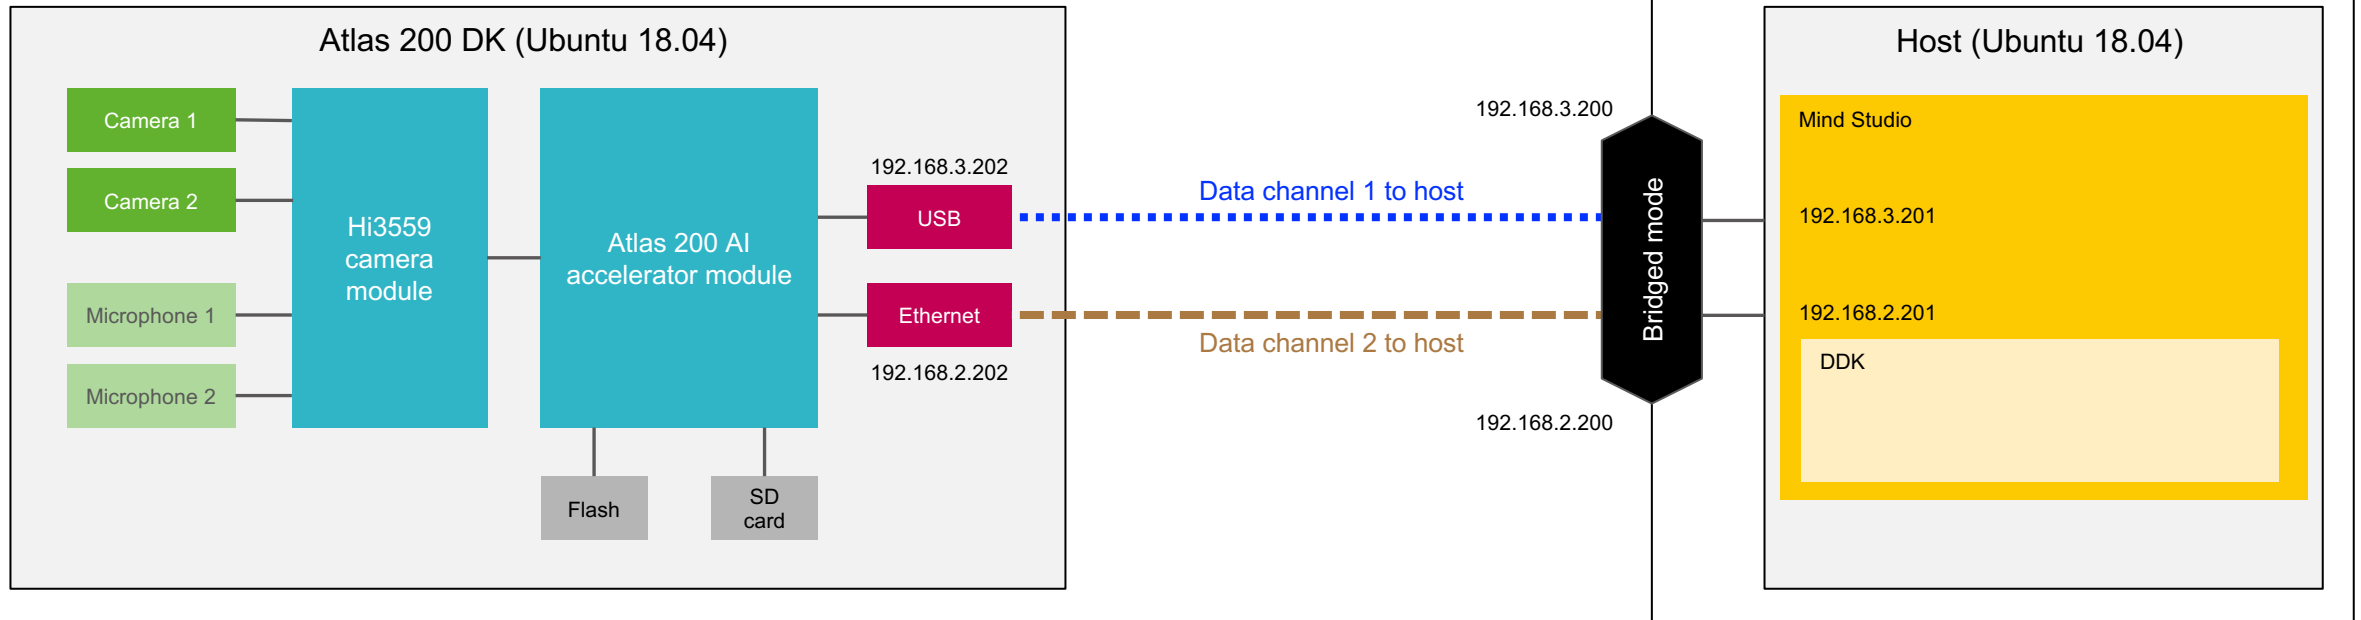 Atlas 200 DK (Ubuntu 18.04)
Camera 1
Camera 2
Microphone 1
Microphone 2
Hi3559
camera
module
Atlas 200 AI
accelerator module
Flash
SD
card
192.168.3.202
USB
Ethernet
192.168.2.202
Data channel 1 to host
Data channel 2 to host
192.168.3.200
Bridged mode
192.168.2.200
Host (Ubuntu 18.04)
Mind Studio
192.168.3.201
192.168.2.201
DDK